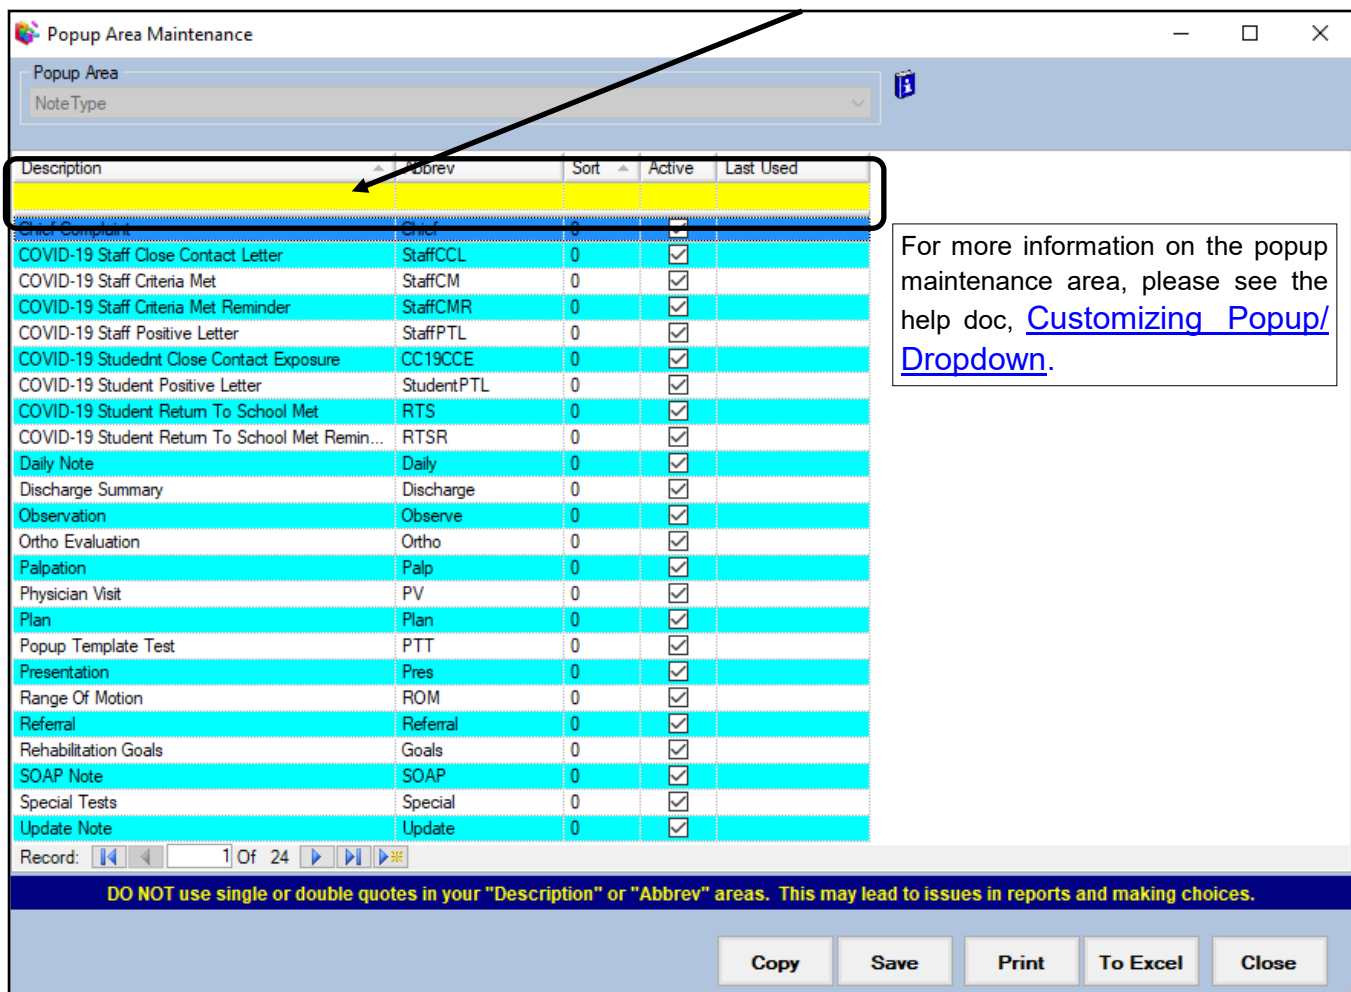 Popup Area Maintenance
Popup Area
NoteType
Description Abbrev Sort Active Last Used
Chief Complaint Chief 0
COVID-19 Staff Close Contact Letter StaffCCL 0
COVID-19 Staff Criteria Met StaffCM 0
COVID-19 Staff Criteria Met Reminder StaffCMR 0
COVID-19 Staff Positive Letter StaffPTL 0
COVID-19 Studednt Close Contact Exposure CC19CCE 0
COVID-19 Student Positive Letter StudentPTL 0
COVID-19 Student Return To School Met RTS 0
COVID-19 Student Return To School Met Remin... RTSR 0
Daily Note Daily 0
Discharge Summary Discharge 0
Observation Observe 0
Ortho Evaluation Ortho 0
Palpation Palp 0
Physician Visit PV 0
Plan Plan 0
Popup Template Test PTT 0
Presentation Pres 0
Range Of Motion ROM 0
Referral Referral 0
Rehabilitation Goals Goals 0
SOAP Note SOAP 0
Special Tests Special 0
Update Note Update 0
For more information on the popup
maintenance area, please see the
help doc, Customizing Popup/
Dropdown.
Record: 1 Of 24
DO NOT use single or double quotes in your "Description" or "Abbrev" areas. This may lead to issues in reports and making choices.
Copy Save Print To Excel Close